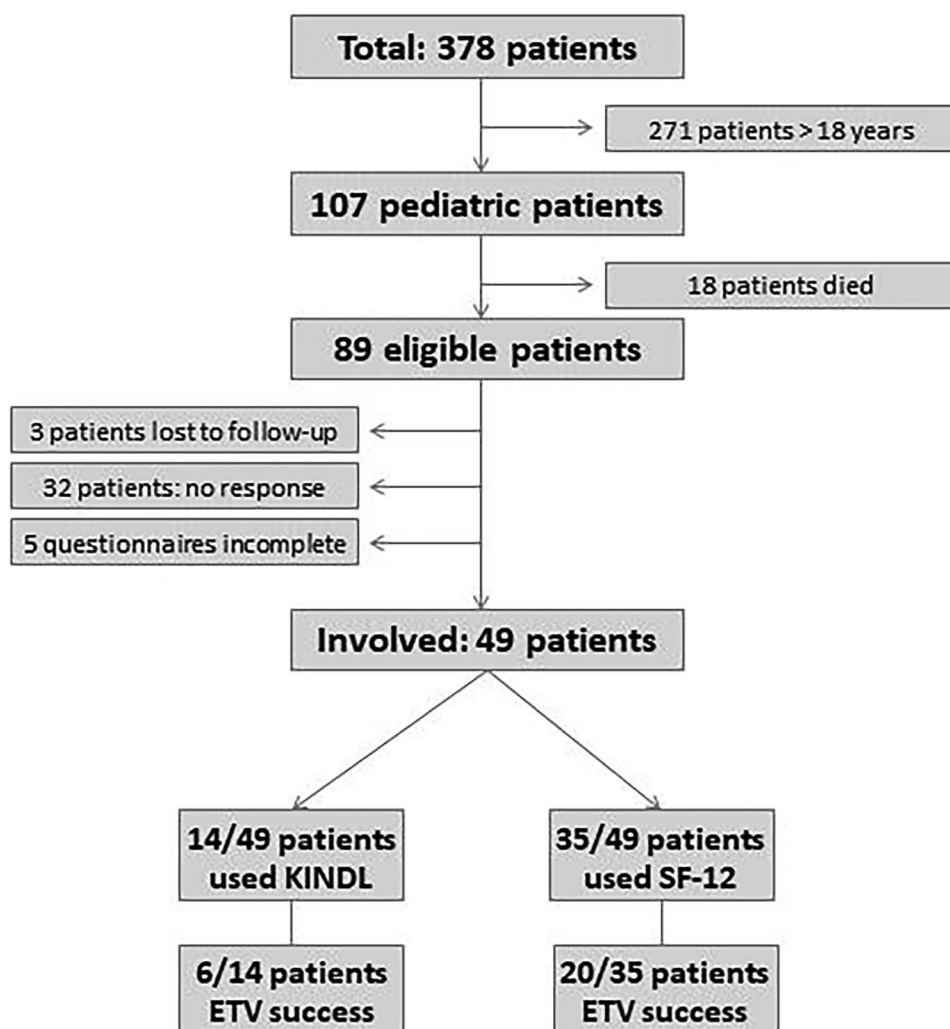 Total: 378 patients
271 patients > 18 years
107 pediatric patients
18 patients died
89 eligible patients
3 patients lost to follow-up
32 patients: no response
5 questionnaires incomplete
Involved: 49 patients
14/49 patients
used KINDL
35/49 patients
used SF-12
6/14 patients
ETV success
20/35 patients
ETV success